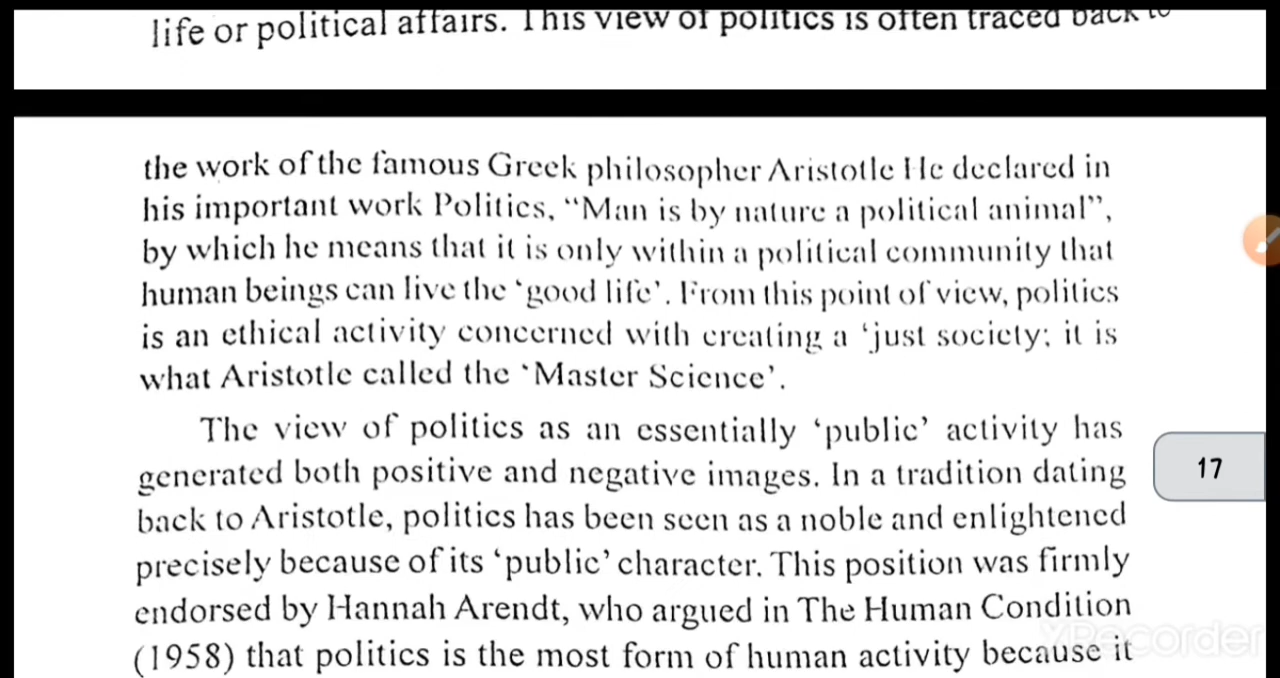 life or political affairs. This view of politics is often traced back to
the work of the famous Greek philosopher Aristotle He declared in
his important work Politics, “Man is by nature a political animal”,
by which he means that it is only within a political community that
human beings can live the ‘good life’. From this point of view, politics
is an ethical activity concerned with creating a ‘just society; it is
what Aristotle called the ‘Master Science’.
The view of politics as an essentially ‘public’ activity has
generated both positive and negative images. In a tradition dating
17
back to Aristotle, politics has been seen as a noble and enlightened
precisely because of its ‘public’ character. This position was firmly
endorsed by Hannah Arendt, who argued in The Human Condition
(1958) that politics is the most form of human activity because it
XRecorder